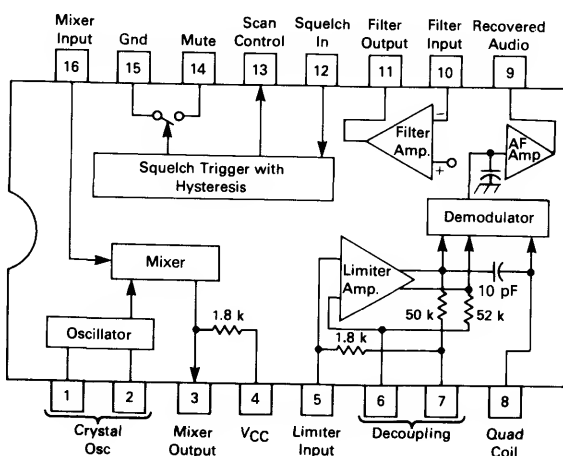 Mixer Input
Gnd
Mute
Scan Control
Squelch In
Filter Output
Filter Input
Recovered Audio
16
15
14
13
12
11
10
9
Filter Amp.
−
+
AF Amp
Squelch Trigger with Hysteresis
Demodulator
Mixer
Limiter Amp.
10 pF
1.8 k
50 k
52 k
Oscillator
1.8 k
1
2
3
4
5
6
7
8
Crystal Osc
Mixer Output
VCC
Limiter Input
Decoupling
Quad Coil